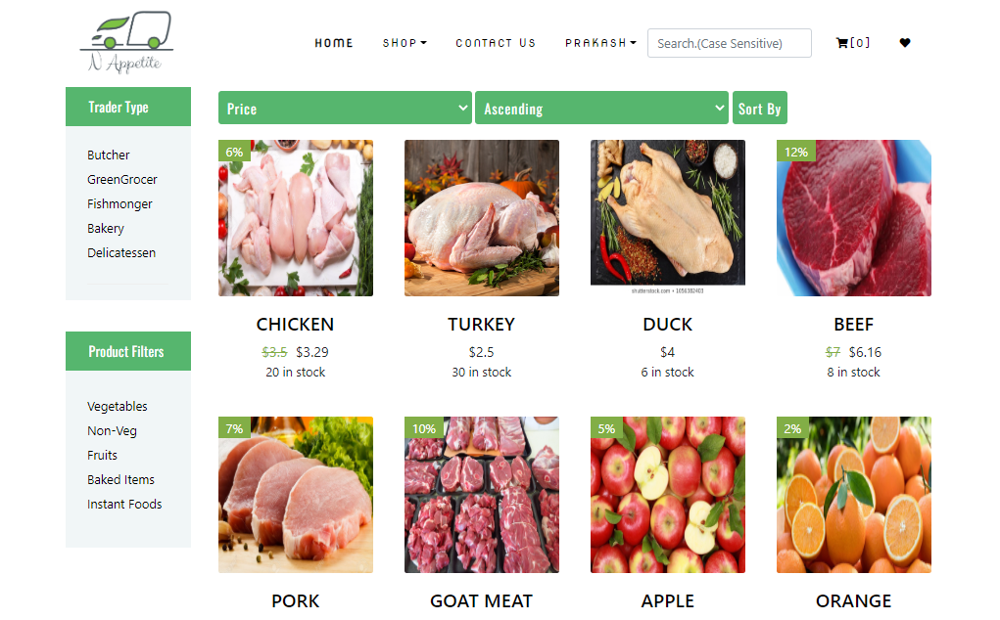 N Appetite
HOME SHOP CONTACT US PRAKASH Search.(Case Sensitive) [0]
Trader Type
Butcher
GreenGrocer
Fishmonger
Bakery
Delicatessen
Product Filters
Vegetables
Non-Veg
Fruits
Baked Items
Instant Foods
Price Ascending Sort By
6% 12%
shutterstock.com • 1056382403
CHICKEN TURKEY DUCK BEEF
$3.5 $3.29 $2.5 $4 $7 $6.16
20 in stock 30 in stock 6 in stock 8 in stock
7% 10% 5% 2%
PORK GOAT MEAT APPLE ORANGE